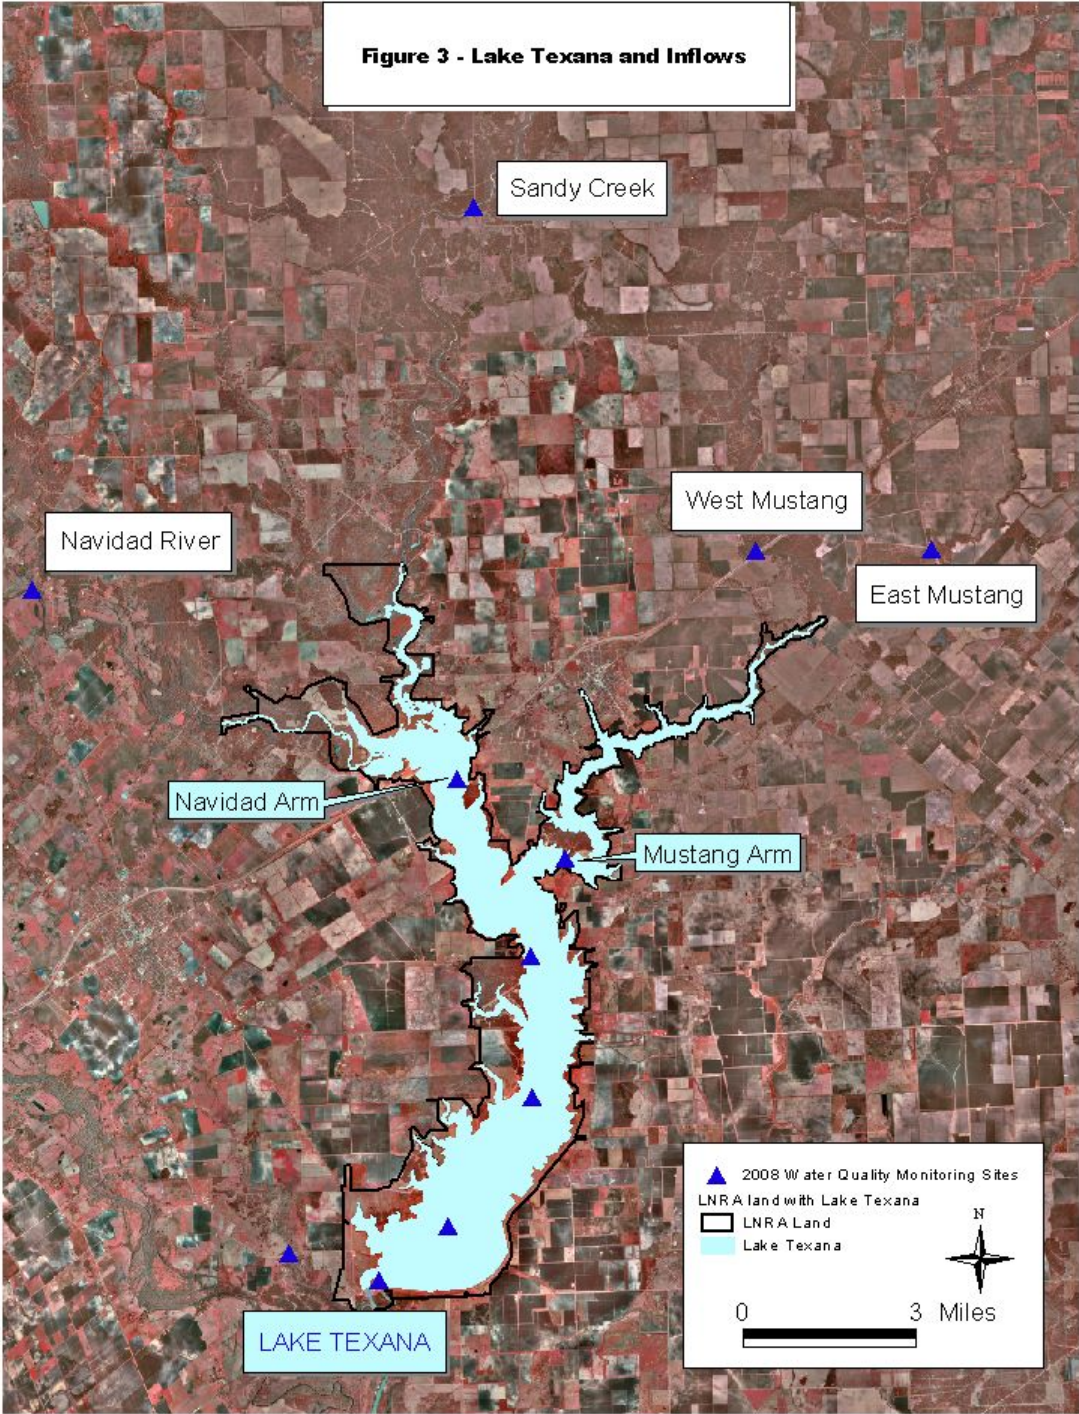 Figure 3 - Lake Texana and Inflows
Sandy Creek
West Mustang
Navidad River
East Mustang
Navidad Arm
Mustang Arm
2008 Water Quality Monitoring Sites
LNRA land with Lake Texana
LNRA Land
Lake Texana
N
0 3 Miles
LAKE TEXANA